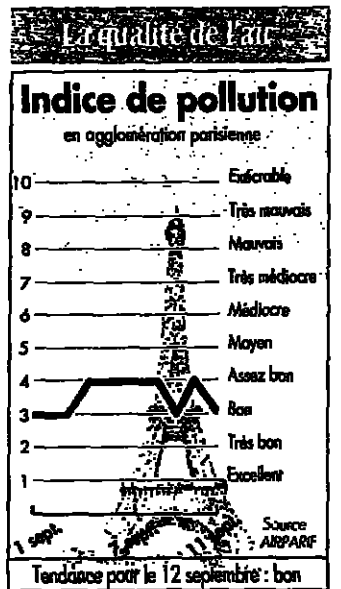 La qualité de l'air
Indice de pollution
en agglomération parisienne
10 Exécrable
9 Très mauvais
8 Mauvais
7 Très médiocre
6 Médiocre
5 Moyen
4 Assez bon
3 Bon
2 Très bon
1 Excellent
1 sept.
Source
AIRPARIF
Tendance pour le 12 septembre : bon